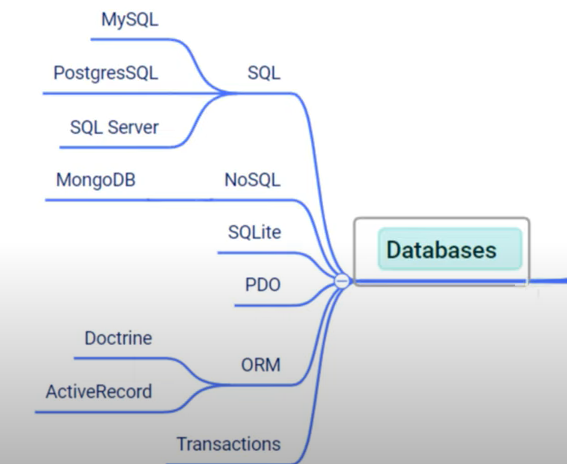 MySQL
PostgresSQL
SQL
SQL Server
MongoDB
NoSQL
SQLite
Databases
PDO
Doctrine
ORM
ActiveRecord
Transactions